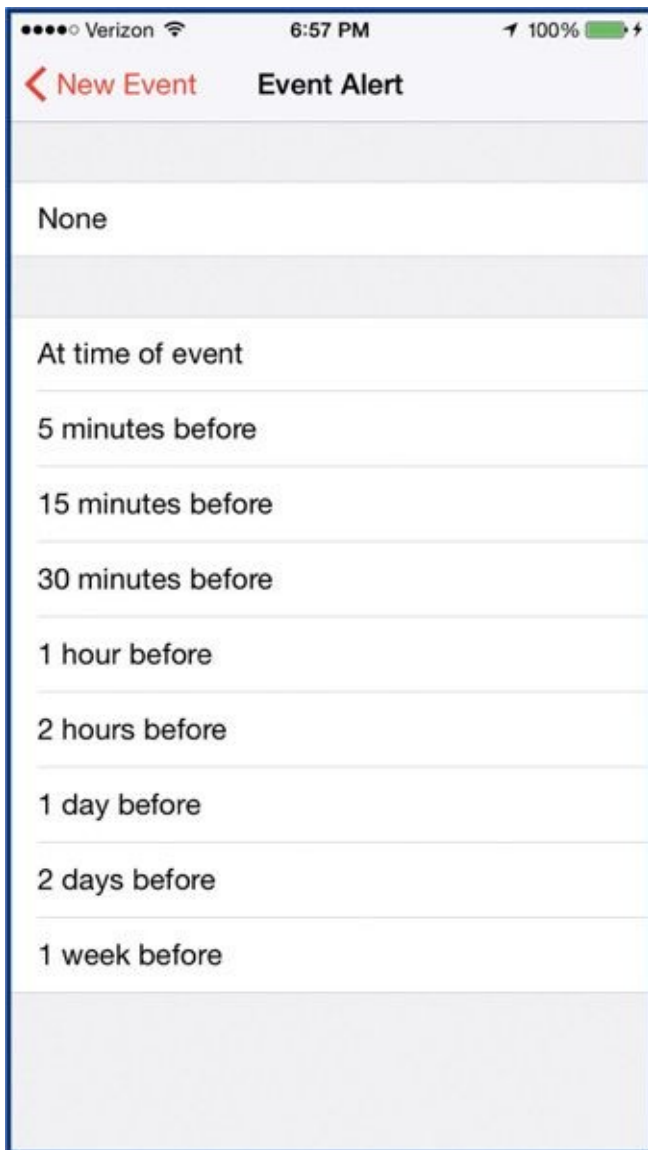 Verizon 6:57 PM 100%
New Event Event Alert
None
At time of event
5 minutes before
15 minutes before
30 minutes before
1 hour before
2 hours before
1 day before
2 days before
1 week before